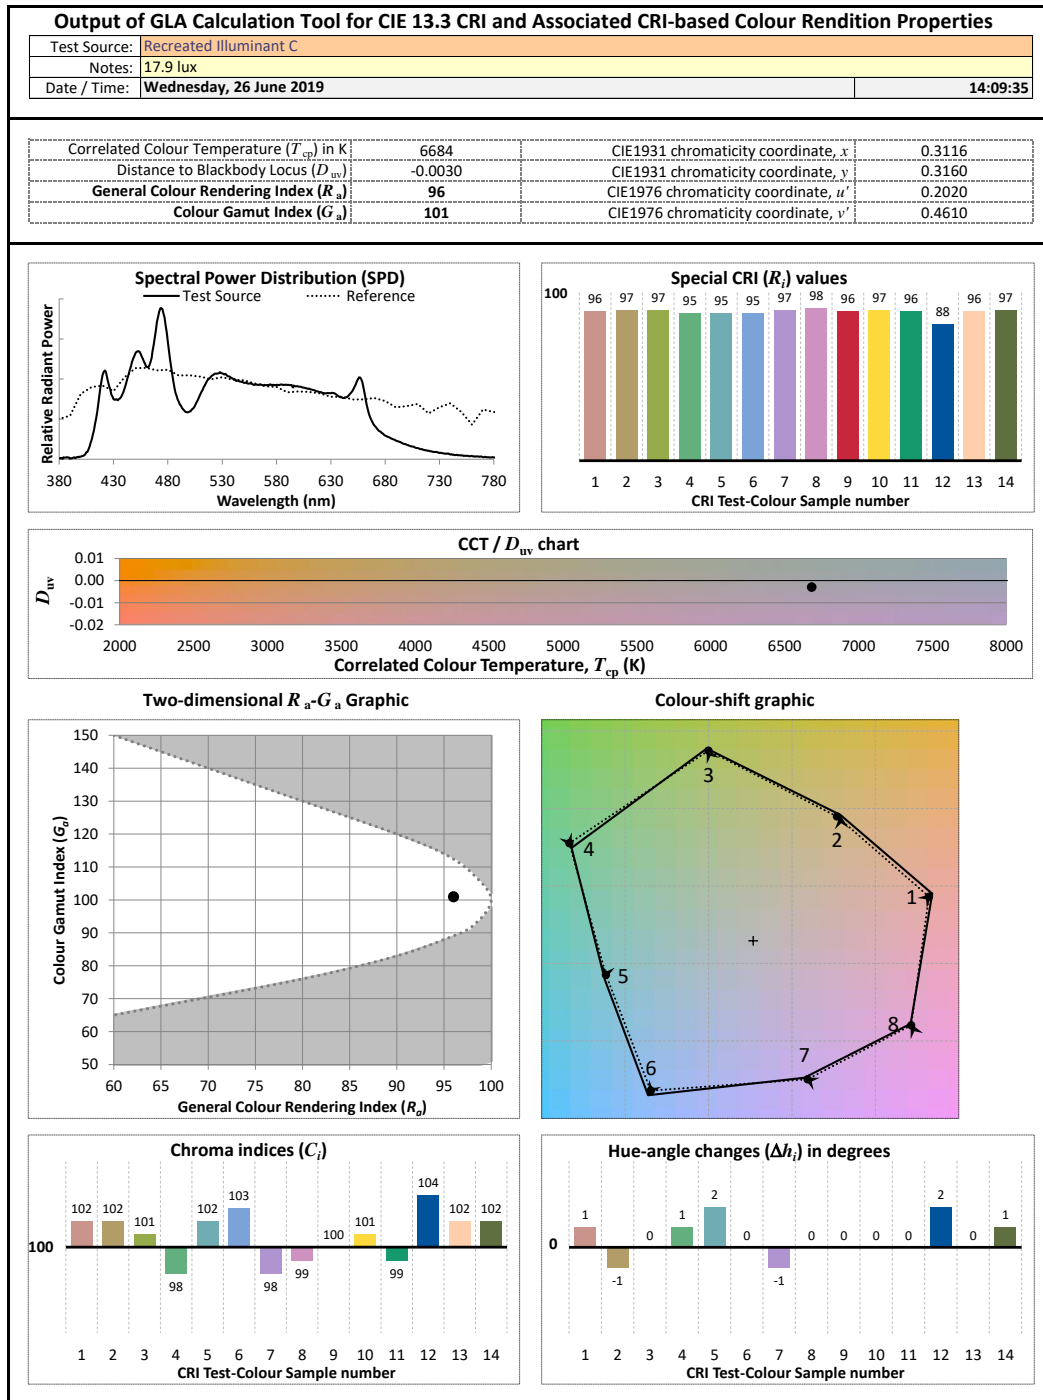 Output of GLA Calculation Tool for CIE 13.3 CRI and Associated CRI-based Colour Rendition Properties
Test Source: Recreated Illuminant C
Notes: 17.9 lux
Date / Time: Wednesday, 26 June 2019 14:09:35
Correlated Colour Temperature (Tcp) in K 6684 CIE1931 chromaticity coordinate, x 0.3116
Distance to Blackbody Locus (Duv) -0.0030 CIE1931 chromaticity coordinate, y 0.3160
General Colour Rendering Index (Ra) 96 CIE1976 chromaticity coordinate, u' 0.2020
Colour Gamut Index (Ga) 101 CIE1976 chromaticity coordinate, v' 0.4610
Spectral Power Distribution (SPD)
Test Source Reference
Relative Radiant Power
380 430 480 530 580 630 680 730 780
Wavelength (nm)
Special CRI (Ri) values
100
96 97 97 95 95 95 97 98 96 97 96 88 96 97
1 2 3 4 5 6 7 8 9 10 11 12 13 14
CRI Test-Colour Sample number
CCT / Duv chart
Duv
0.01
0.00
-0.01
-0.02
2000 2500 3000 3500 4000 4500 5000 5500 6000 6500 7000 7500 8000
Correlated Colour Temperature, Tcp (K)
Two-dimensional Ra-Ga Graphic
Colour Gamut Index (Ga)
150
140
130
120
110
100
90
80
70
60
50
60 65 70 75 80 85 90 95 100
General Colour Rendering Index (Ra)
Colour-shift graphic
3
2
4
1
5
8
7
6
Chroma indices (Ci)
100
102 102 101 98 102 103 98 99 100 101 99 104 102 102
1 2 3 4 5 6 7 8 9 10 11 12 13 14
CRI Test-Colour Sample number
Hue-angle changes (Δhi) in degrees
0
1 -1 0 1 2 0 -1 0 0 0 0 2 0 1
1 2 3 4 5 6 7 8 9 10 11 12 13 14
CRI Test-Colour Sample number